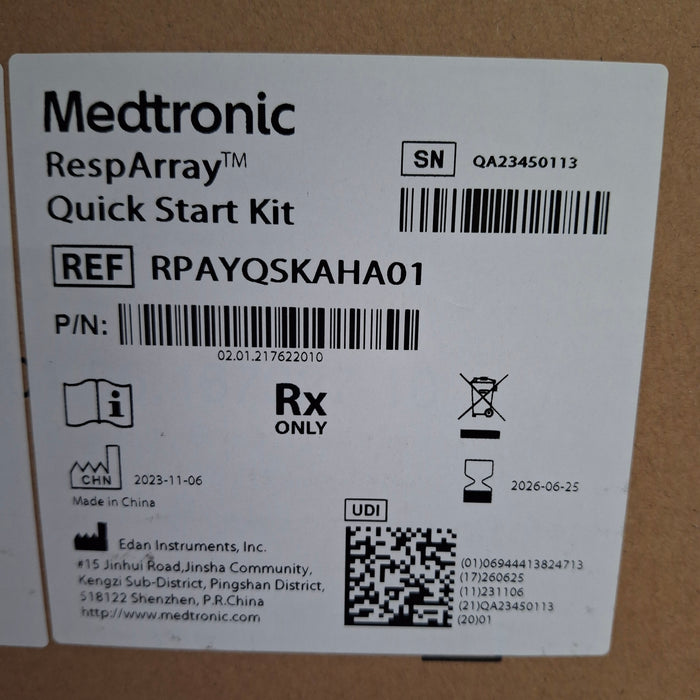 Medtronic
RespArray™
Quick Start Kit
SN QA23450113
REF RPAYQSKAHA01
P/N:
02.01.217622010
i
Rx
ONLY
CHN 2023-11-06
Made in China
2026-06-25
UDI
Edan Instruments, Inc.
#15 Jinhui Road,Jinsha Community,
Kengzi Sub-District, Pingshan District,
518122 Shenzhen, P.R.China
http://www.medtronic.com
(01)06944413824713
(17)260625
(11)231106
(21)QA23450113
(20)01